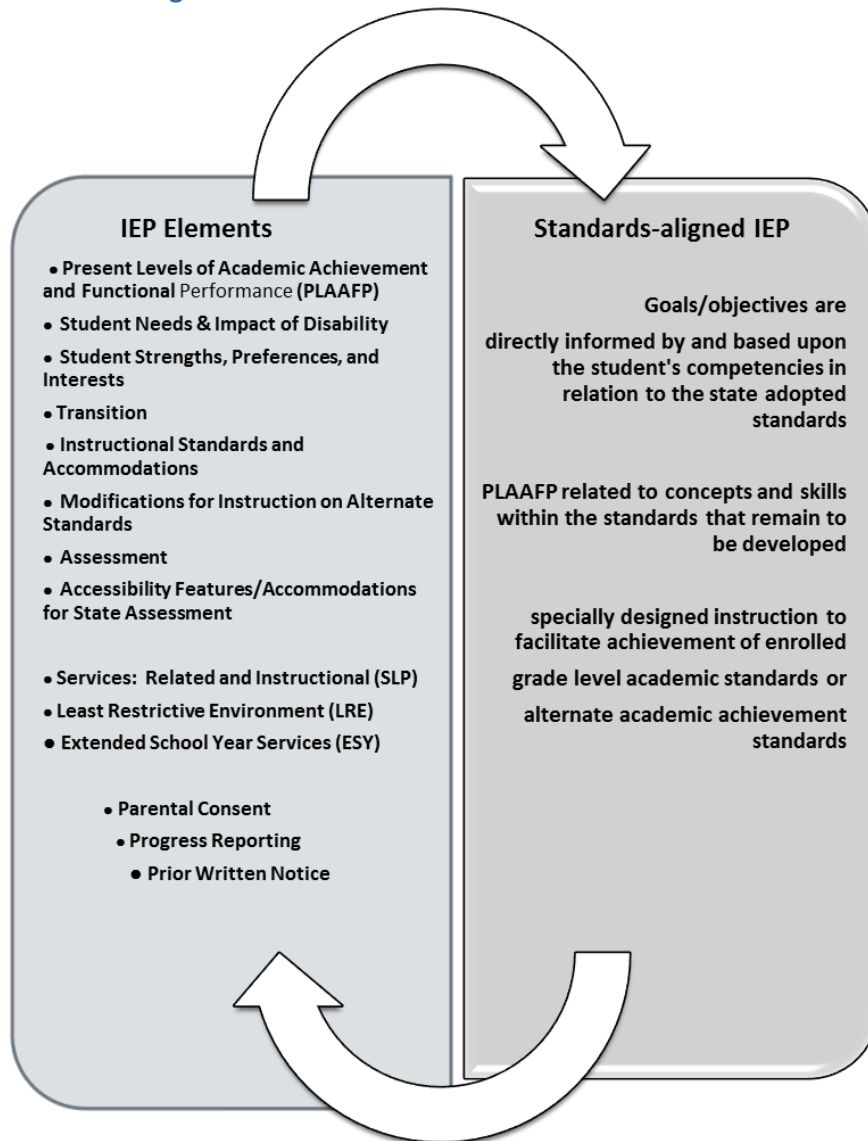 IEP Elements
• Present Levels of Academic Achievement
and Functional Performance (PLAAFP)
• Student Needs & Impact of Disability
• Student Strengths, Preferences, and
Interests
• Transition
• Instructional Standards and
Accommodations
• Modifications for Instruction on Alternate
Standards
• Assessment
• Accessibility Features/Accommodations
for State Assessment
• Services: Related and Instructional (SLP)
• Least Restrictive Environment (LRE)
• Extended School Year Services (ESY)
• Parental Consent
• Progress Reporting
• Prior Written Notice
Standards-aligned IEP
Goals/objectives are
directly informed by and based upon
the student's competencies in
relation to the state adopted
standards
PLAAFP related to concepts and skills
within the standards that remain to
be developed
specially designed instruction to
facilitate achievement of enrolled
grade level academic standards or
alternate academic achievement
standards